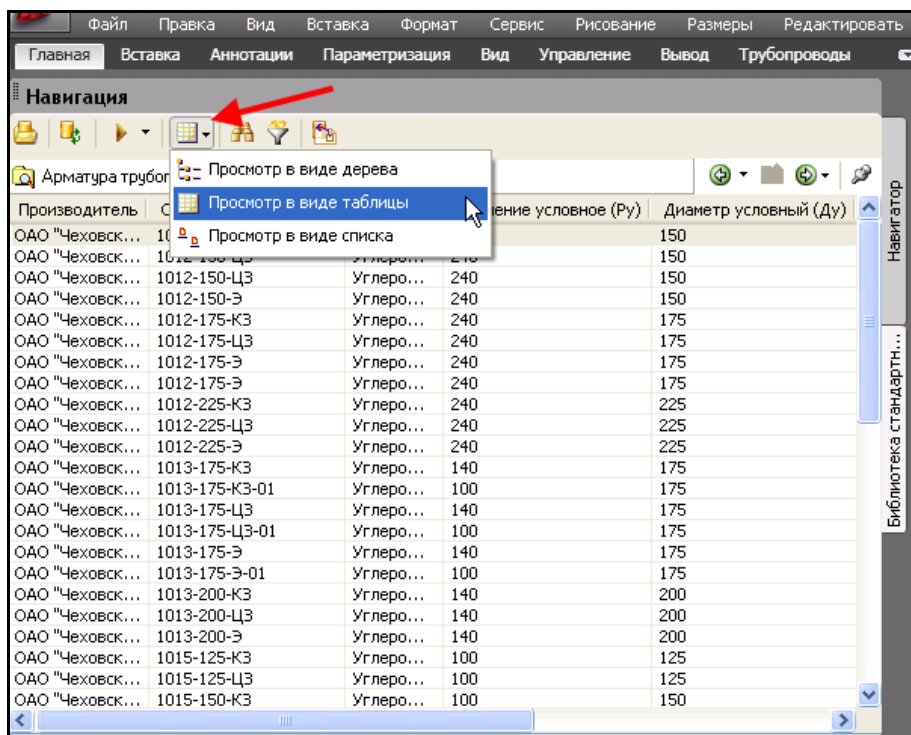 Файл Правка Вид Вставка Формат Сервис Рисование Размеры Редактировать
Главная Вставка Аннотации Параметризация Вид Управление Вывод Трубопроводы
Навигация
Арматура трубог
Просмотр в виде дерева
Просмотр в виде таблицы
Просмотр в виде списка
Производитель С ение условное (Ру) Диаметр условный (Ду)
ОАО "Чеховск... 10 150
ОАО "Чеховск... 1012-150-ЦЗ Углеро... 240 150
ОАО "Чеховск... 1012-150-ЦЗ Углеро... 240 150
ОАО "Чеховск... 1012-150-Э Углеро... 240 150
ОАО "Чеховск... 1012-175-КЗ Углеро... 240 175
ОАО "Чеховск... 1012-175-ЦЗ Углеро... 240 175
ОАО "Чеховск... 1012-175-Э Углеро... 240 175
ОАО "Чеховск... 1012-175-Э Углеро... 240 175
ОАО "Чеховск... 1012-225-КЗ Углеро... 240 225
ОАО "Чеховск... 1012-225-ЦЗ Углеро... 240 225
ОАО "Чеховск... 1012-225-Э Углеро... 240 225
ОАО "Чеховск... 1013-175-КЗ Углеро... 140 175
ОАО "Чеховск... 1013-175-КЗ-01 Углеро... 100 175
ОАО "Чеховск... 1013-175-ЦЗ Углеро... 140 175
ОАО "Чеховск... 1013-175-ЦЗ-01 Углеро... 100 175
ОАО "Чеховск... 1013-175-Э Углеро... 140 175
ОАО "Чеховск... 1013-175-Э-01 Углеро... 100 175
ОАО "Чеховск... 1013-200-КЗ Углеро... 140 200
ОАО "Чеховск... 1013-200-ЦЗ Углеро... 140 200
ОАО "Чеховск... 1013-200-Э Углеро... 140 200
ОАО "Чеховск... 1015-125-КЗ Углеро... 100 125
ОАО "Чеховск... 1015-125-ЦЗ Углеро... 100 125
ОАО "Чеховск... 1015-150-КЗ Углеро... 100 150
Навигатор
Библиотека стандартн...